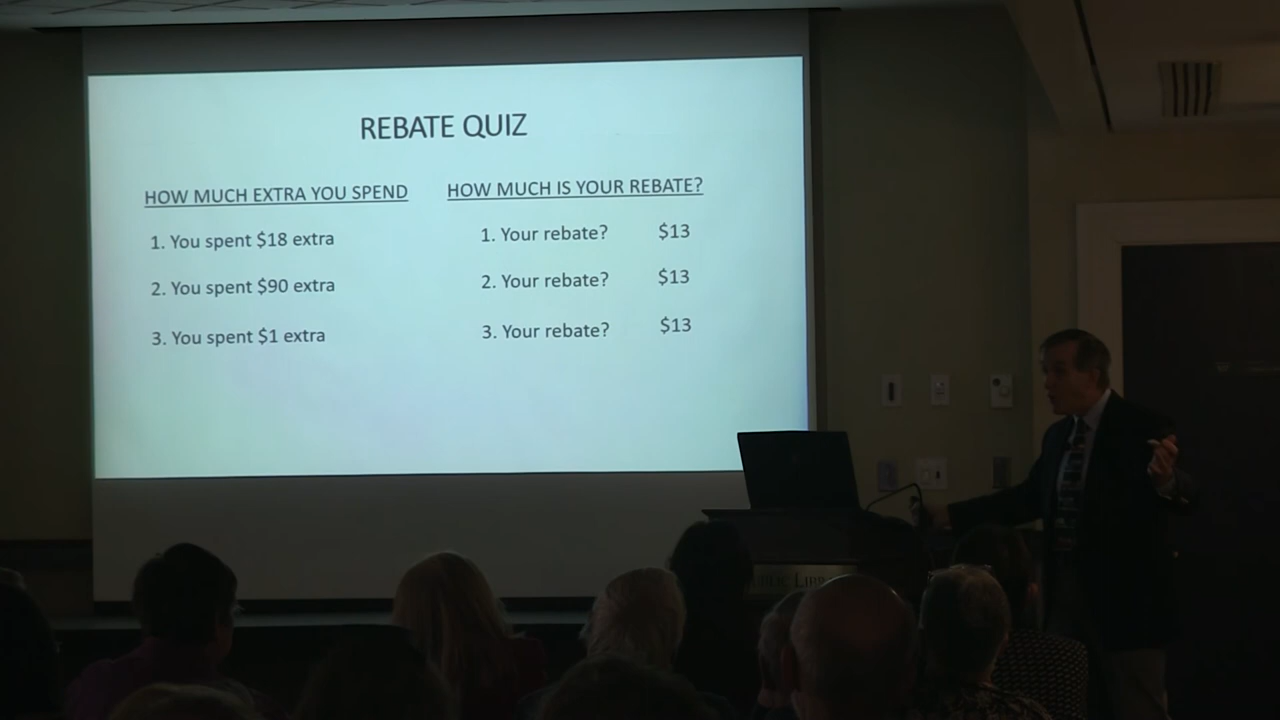 REBATE QUIZ
HOW MUCH EXTRA YOU SPEND
1. You spent $18 extra
2. You spent $90 extra
3. You spent $1 extra
HOW MUCH IS YOUR REBATE?
1. Your rebate? $13
2. Your rebate? $13
3. Your rebate? $13